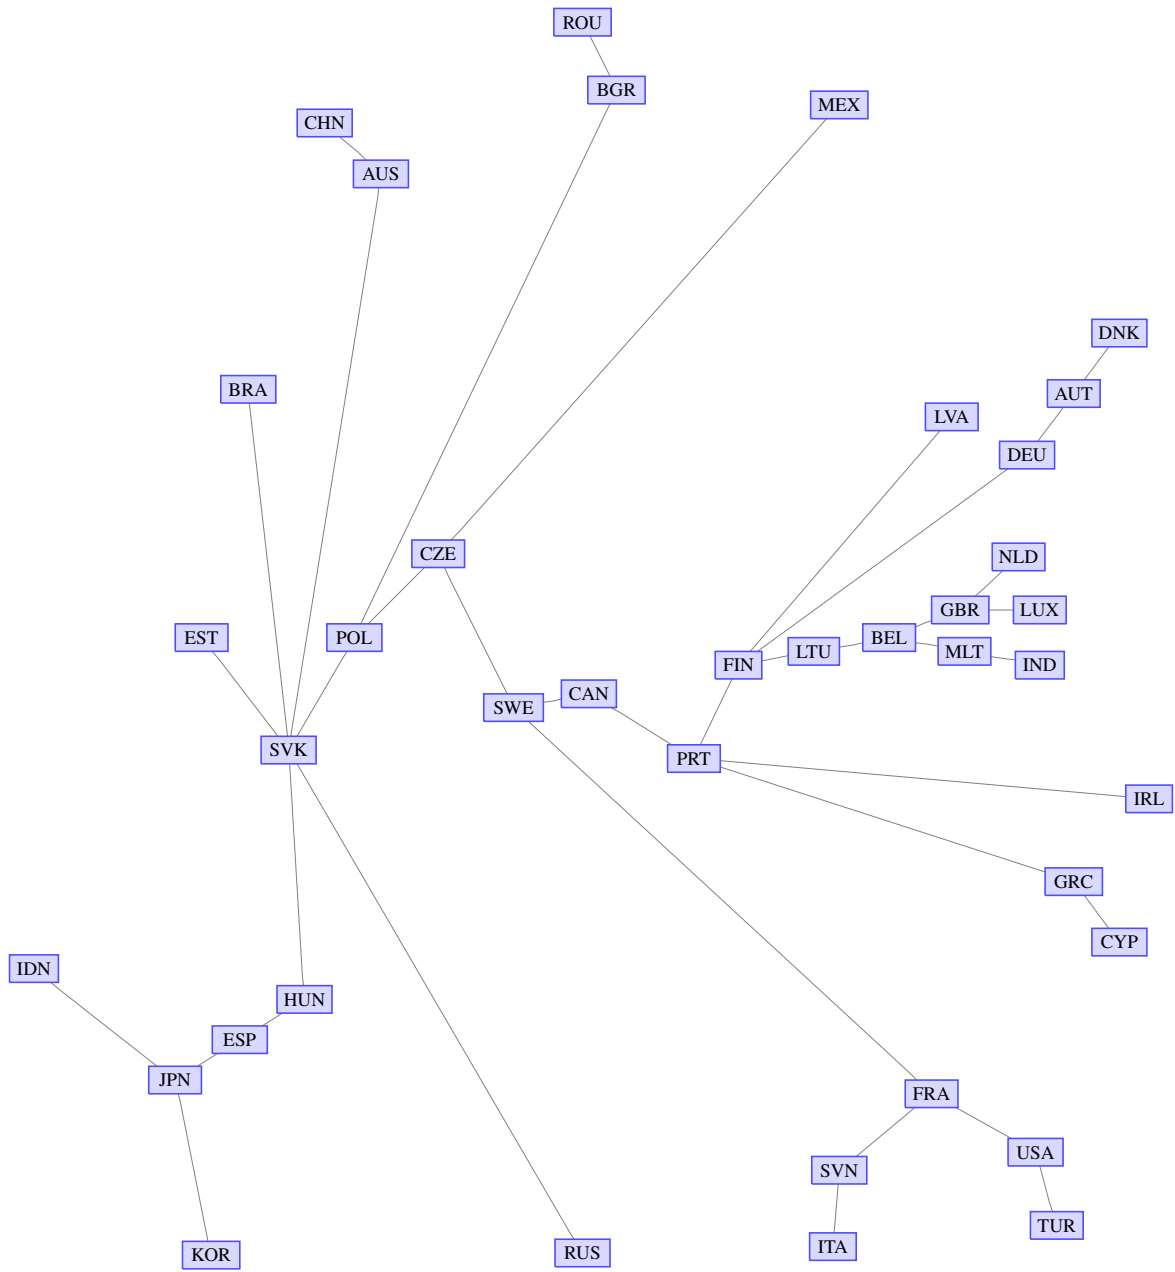 ROU
BGR
MEX
CHN
AUS
DNK
BRA
AUT
LVA
DEU
CZE
NLD
GBR
LUX
EST
POL
BEL
LTU
MLT
FIN
IND
CAN
SWE
SVK
PRT
IRL
GRC
CYP
IDN
HUN
ESP
JPN
FRA
USA
SVN
TUR
ITA
KOR
RUS